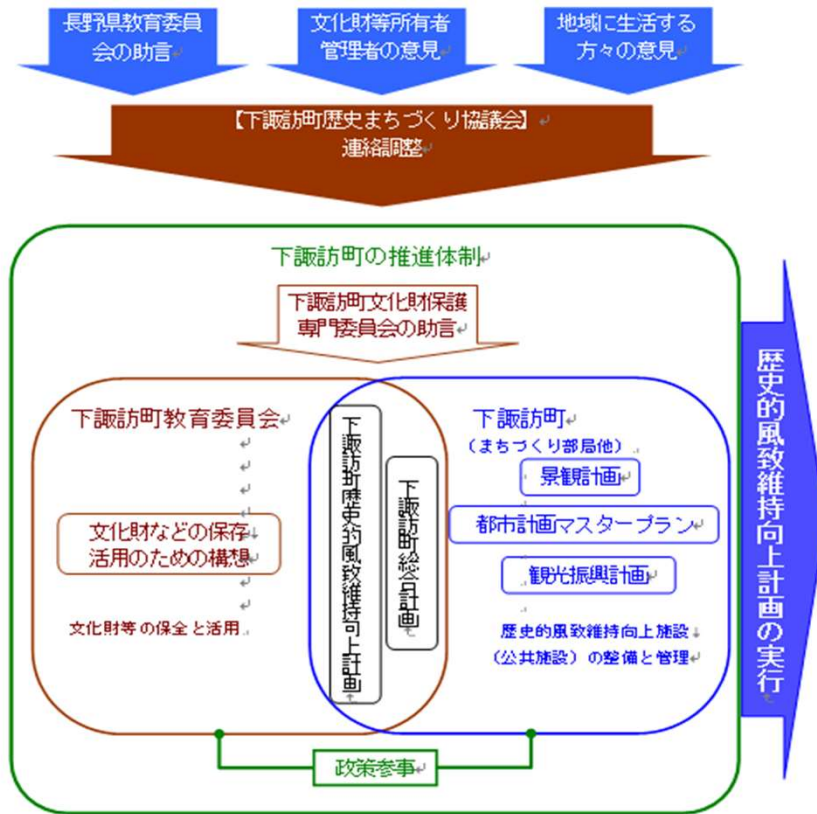 長野県教育委員
会の助言
文化財等所有者
管理者の意見
地域に生活する
方々の意見
【下諏訪町歴史まちづくり協議会】
連絡調整
下諏訪町の推進体制
下諏訪町文化財保護
専門委員会の助言
下諏訪町教育委員会
文化財などの保存
活用のための構想
文化財等の保全と活用
下諏訪町歴史的風致維持向上計画
下諏訪町総合計画
下諏訪町
（まちづくり部局他）
景観計画
都市計画マスタープラン
観光振興計画
歴史的風致維持向上施設
（公共施設）の整備と管理
政策参事
歴史的風致維持向上計画の実行